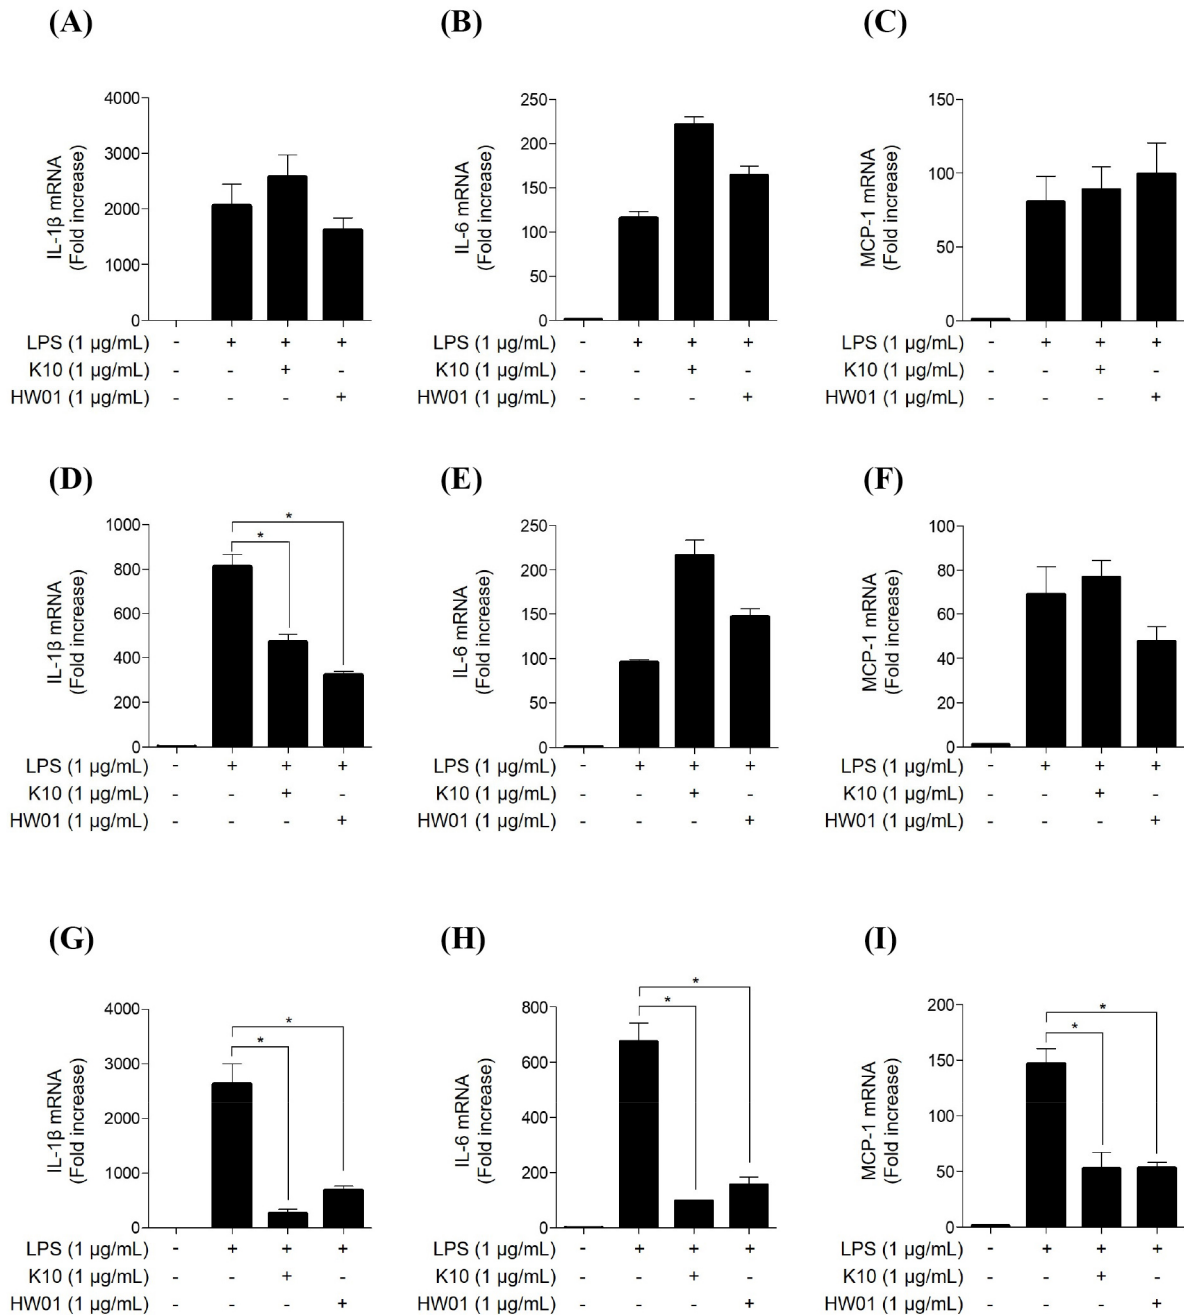 (A)
4000
3000
2000
1000
0
IL-1β mRNA
(Fold increase)
LPS (1 µg/mL) - + + +
K10 (1 µg/mL) - - + -
HW01 (1 µg/mL) - - - +
(B)
250
200
150
100
50
0
IL-6 mRNA
(Fold increase)
LPS (1 µg/mL) - + + +
K10 (1 µg/mL) - - + -
HW01 (1 µg/mL) - - - +
(C)
150
100
50
0
MCP-1 mRNA
(Fold increase)
LPS (1 µg/mL) - + + +
K10 (1 µg/mL) - - + -
HW01 (1 µg/mL) - - - +
(D)
1000
800
600
400
200
0
IL-1β mRNA
(Fold increase)
*
*
LPS (1 µg/mL) - + + +
K10 (1 µg/mL) - - + -
HW01 (1 µg/mL) - - - +
(E)
250
200
150
100
50
0
IL-6 mRNA
(Fold increase)
LPS (1 µg/mL) - + + +
K10 (1 µg/mL) - - + -
HW01 (1 µg/mL) - - - +
(F)
100
80
60
40
20
0
MCP-1 mRNA
(Fold increase)
LPS (1 µg/mL) - + + +
K10 (1 µg/mL) - - + -
HW01 (1 µg/mL) - - - +
(G)
4000
3000
2000
1000
0
IL-1β mRNA
(Fold increase)
*
*
LPS (1 µg/mL) - + + +
K10 (1 µg/mL) - - + -
HW01 (1 µg/mL) - - - +
(H)
800
600
400
200
0
IL-6 mRNA
(Fold increase)
*
*
LPS (1 µg/mL) - + + +
K10 (1 µg/mL) - - + -
HW01 (1 µg/mL) - - - +
(I)
200
150
100
50
0
MCP-1 mRNA
(Fold increase)
*
*
LPS (1 µg/mL) - + + +
K10 (1 µg/mL) - - + -
HW01 (1 µg/mL) - - - +